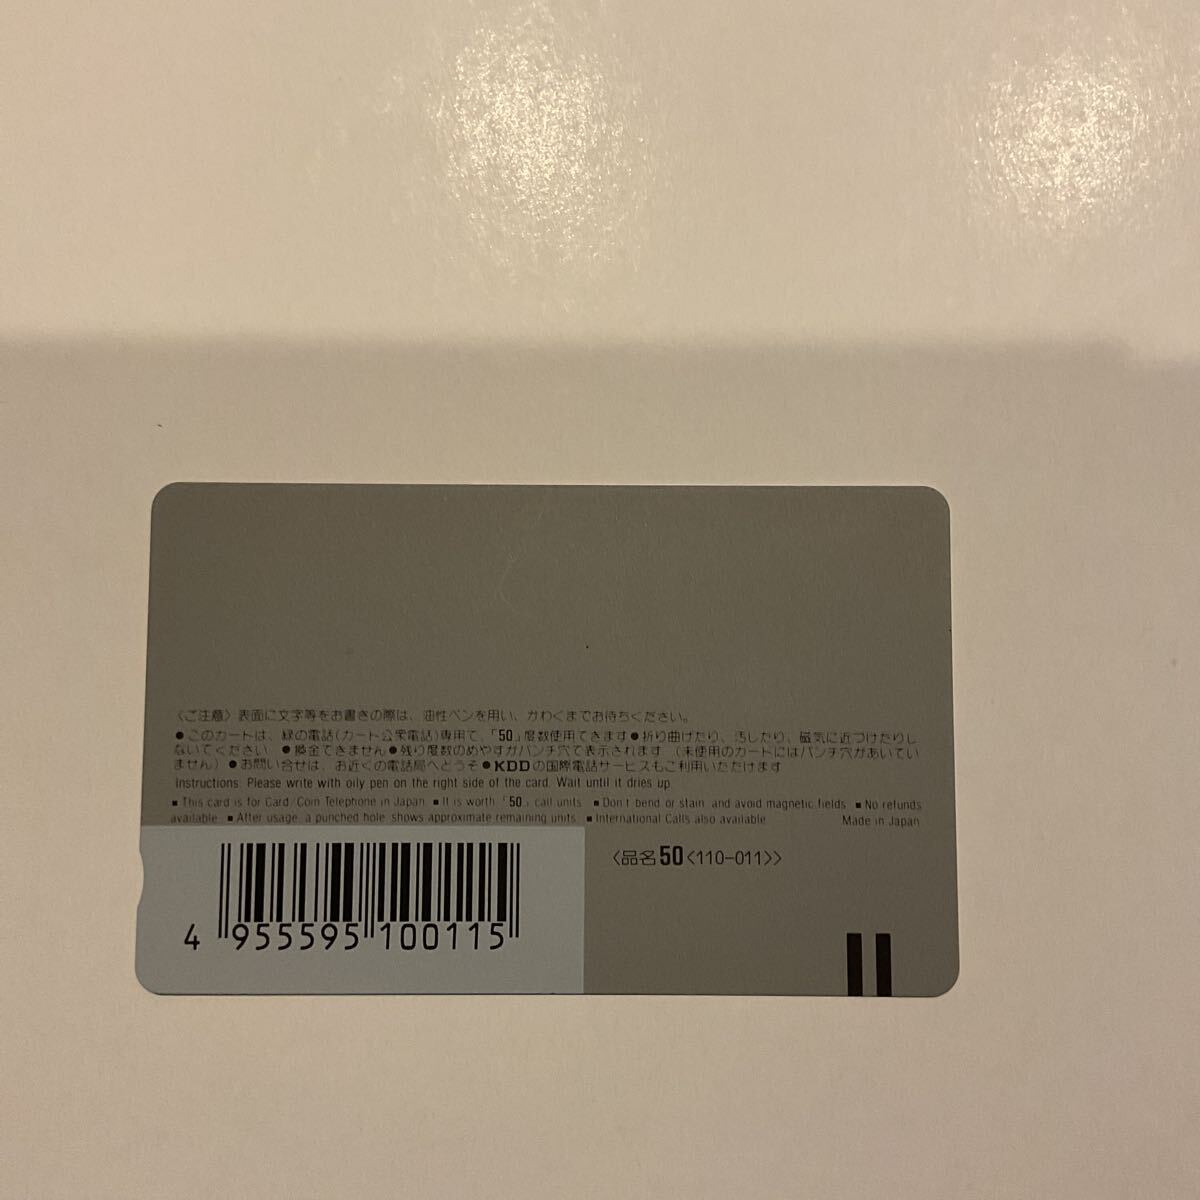 〈ご注意〉表面に文字等をお書きの際は、油性ペンを用い、かわくまでお待ちください。
●このカードは、緑の電話(カード公衆電話)専用で、「50」度数使用できます●折り曲げたり、汚したり、磁気に近づけたりし
ないでください ●換金できません●残り度数のめやすがパンチ穴で表示されます (未使用のカードにはパンチ穴があいてい
ません)●お問い合せは、お近くの電話局へどうぞ●KDDの国際電話サービスもご利用いただけます
Instructions: Please write with oily pen on the right side of the card. Wait until it dries up.
■This card is for Card/Coin Telephone in Japan ■It is worth「50」call units ■Don't bend or stain, and avoid magnetic fields ■No refunds
available ■After usage, a punched hole shows approximate remaining units ■International Calls also available Made in Japan
〈品名50<110-011>〉
4 955595 100115